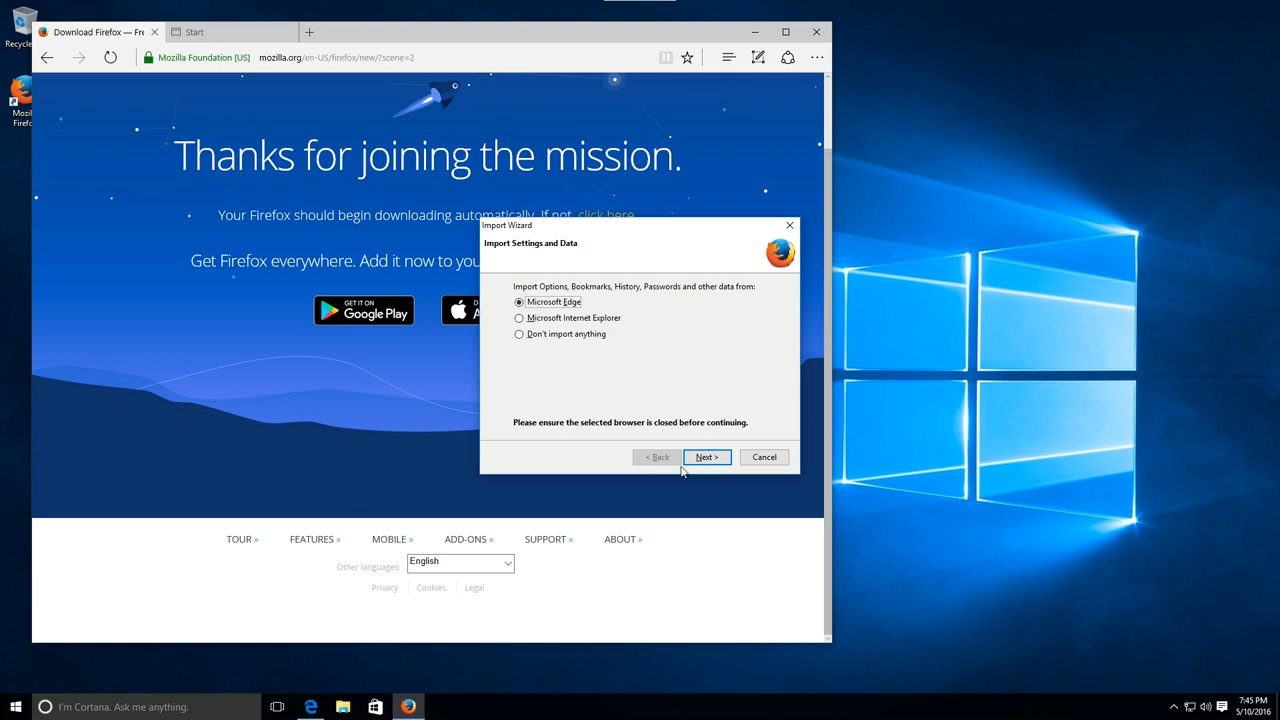 Recycle
Mozilla
Firefox
Download Firefox — Fre
Start
Mozilla Foundation [US] mozilla.org/en-US/firefox/new/?scene=2
Thanks for joining the mission.
Your Firefox should begin downloading automatically. If not, click here.
Get Firefox everywhere. Add it now to you
GET IT ON
Google Play
D
A
Import Wizard
Import Settings and Data
Import Options, Bookmarks, History, Passwords and other data from:
Microsoft Edge
Microsoft Internet Explorer
Don't import anything
Please ensure the selected browser is closed before continuing.
< Back
Next >
Cancel
TOUR »
FEATURES »
MOBILE »
ADD-ONS »
SUPPORT »
ABOUT »
Other languages: English
Privacy
Cookies
Legal
I'm Cortana. Ask me anything.
7:45 PM
5/10/2016